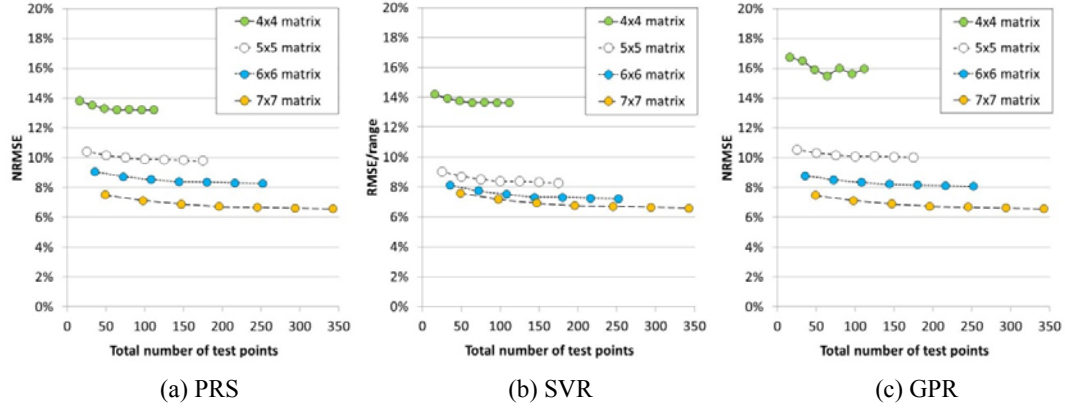 20%
18%
16%
14%
12%
10%
8%
6%
4%
2%
0%
NRMSE
0 50 100 150 200 250 300 350
Total number of test points
4x4 matrix
5x5 matrix
6x6 matrix
7x7 matrix
(a) PRS
20%
18%
16%
14%
12%
10%
8%
6%
4%
2%
0%
RMSE/range
0 50 100 150 200 250 300 350
Total number of test points
4x4 matrix
5x5 matrix
6x6 matrix
7x7 matrix
(b) SVR
20%
18%
16%
14%
12%
10%
8%
6%
4%
2%
0%
NRMSE
0 50 100 150 200 250 300 350
Total number of test points
4x4 matrix
5x5 matrix
6x6 matrix
7x7 matrix
(c) GPR